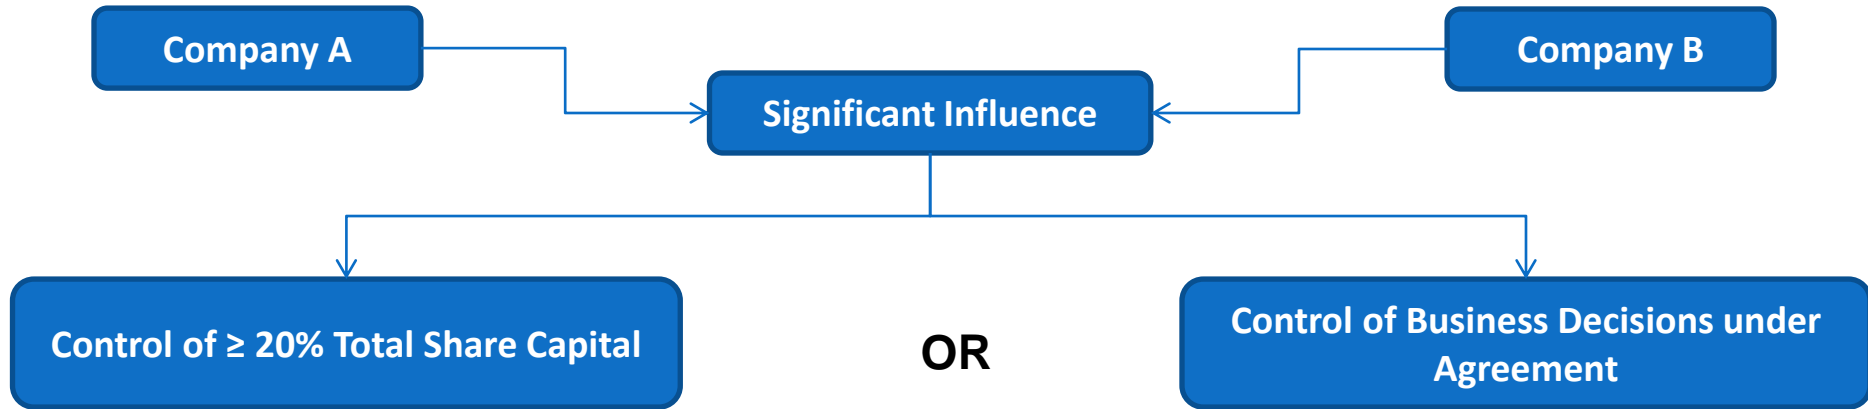 Company A
Company B
Significant Influence
Control of ≥ 20% Total Share Capital
OR
Control of Business Decisions under
Agreement